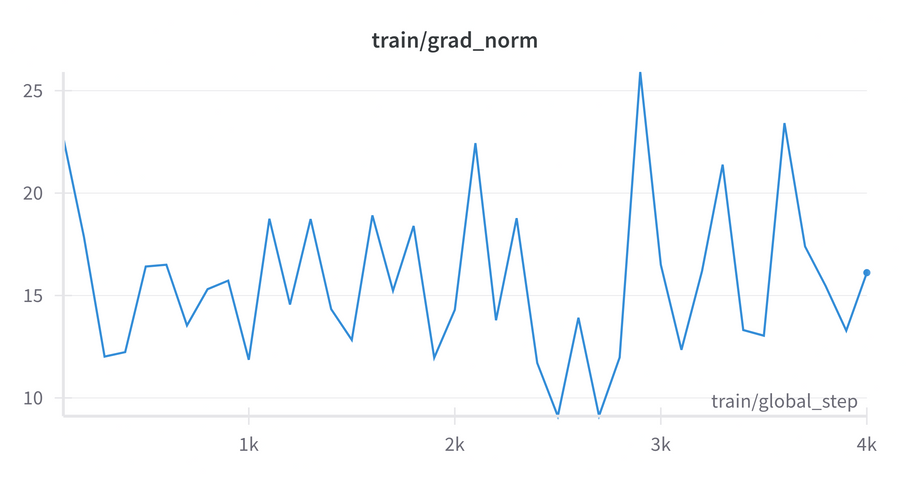 train/grad_norm
25
20
15
10
train/global_step
1k 2k 3k 4k